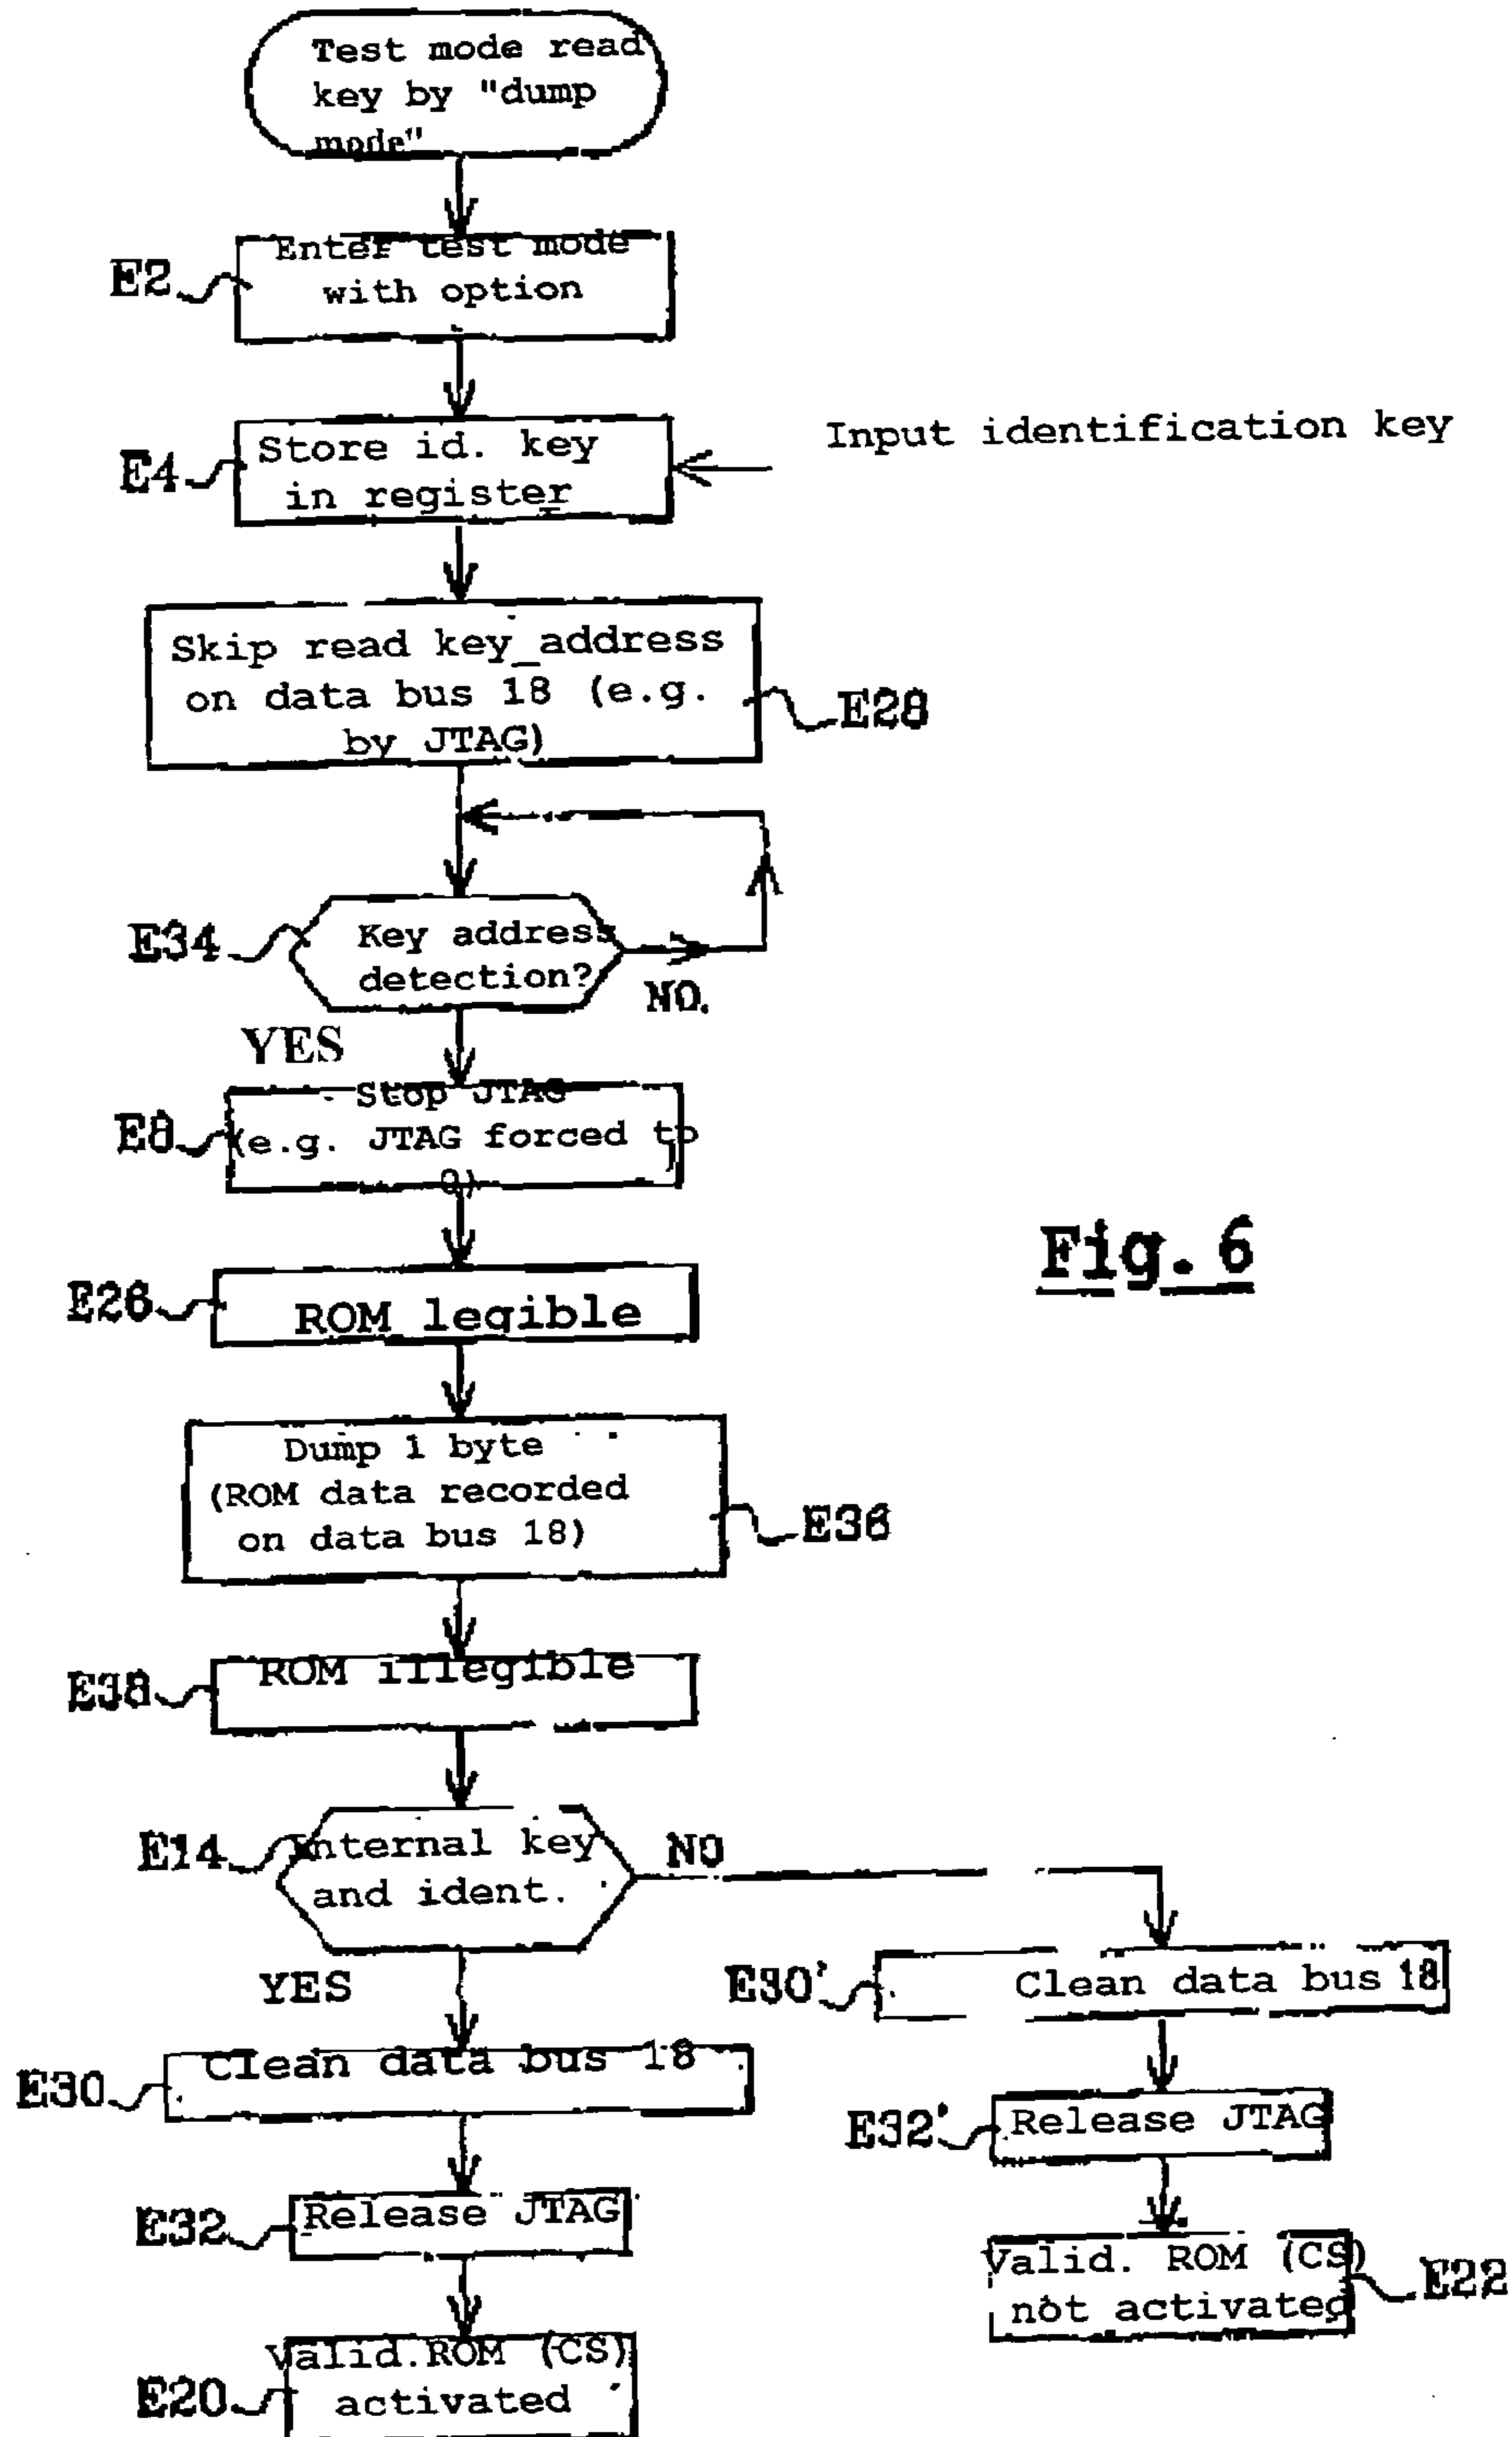 Test mode read
key by "dump
mode"
Enter test mode
with option
E2
Input identification key
Store id. key
in register
E4
Skip read key_address
on data bus 18 (e.g.
by JTAG)
E28
Key address
detection?
E34
NO.
YES
Stop JTAG
(e.g. JTAG forced to
0)
E8
ROM legible
E26
Fig. 6
Dump 1 byte
(ROM data recorded
on data bus 18)
E36
ROM illegible
E38
Internal key
and ident.
E14
NO
YES
Clean data bus 18
E30'
Clean data bus 18
E30
Release JTAG
E32'
Release JTAG
E32
Valid. ROM (CS)
not activated
E22
Valid.ROM (CS)
activated
E20